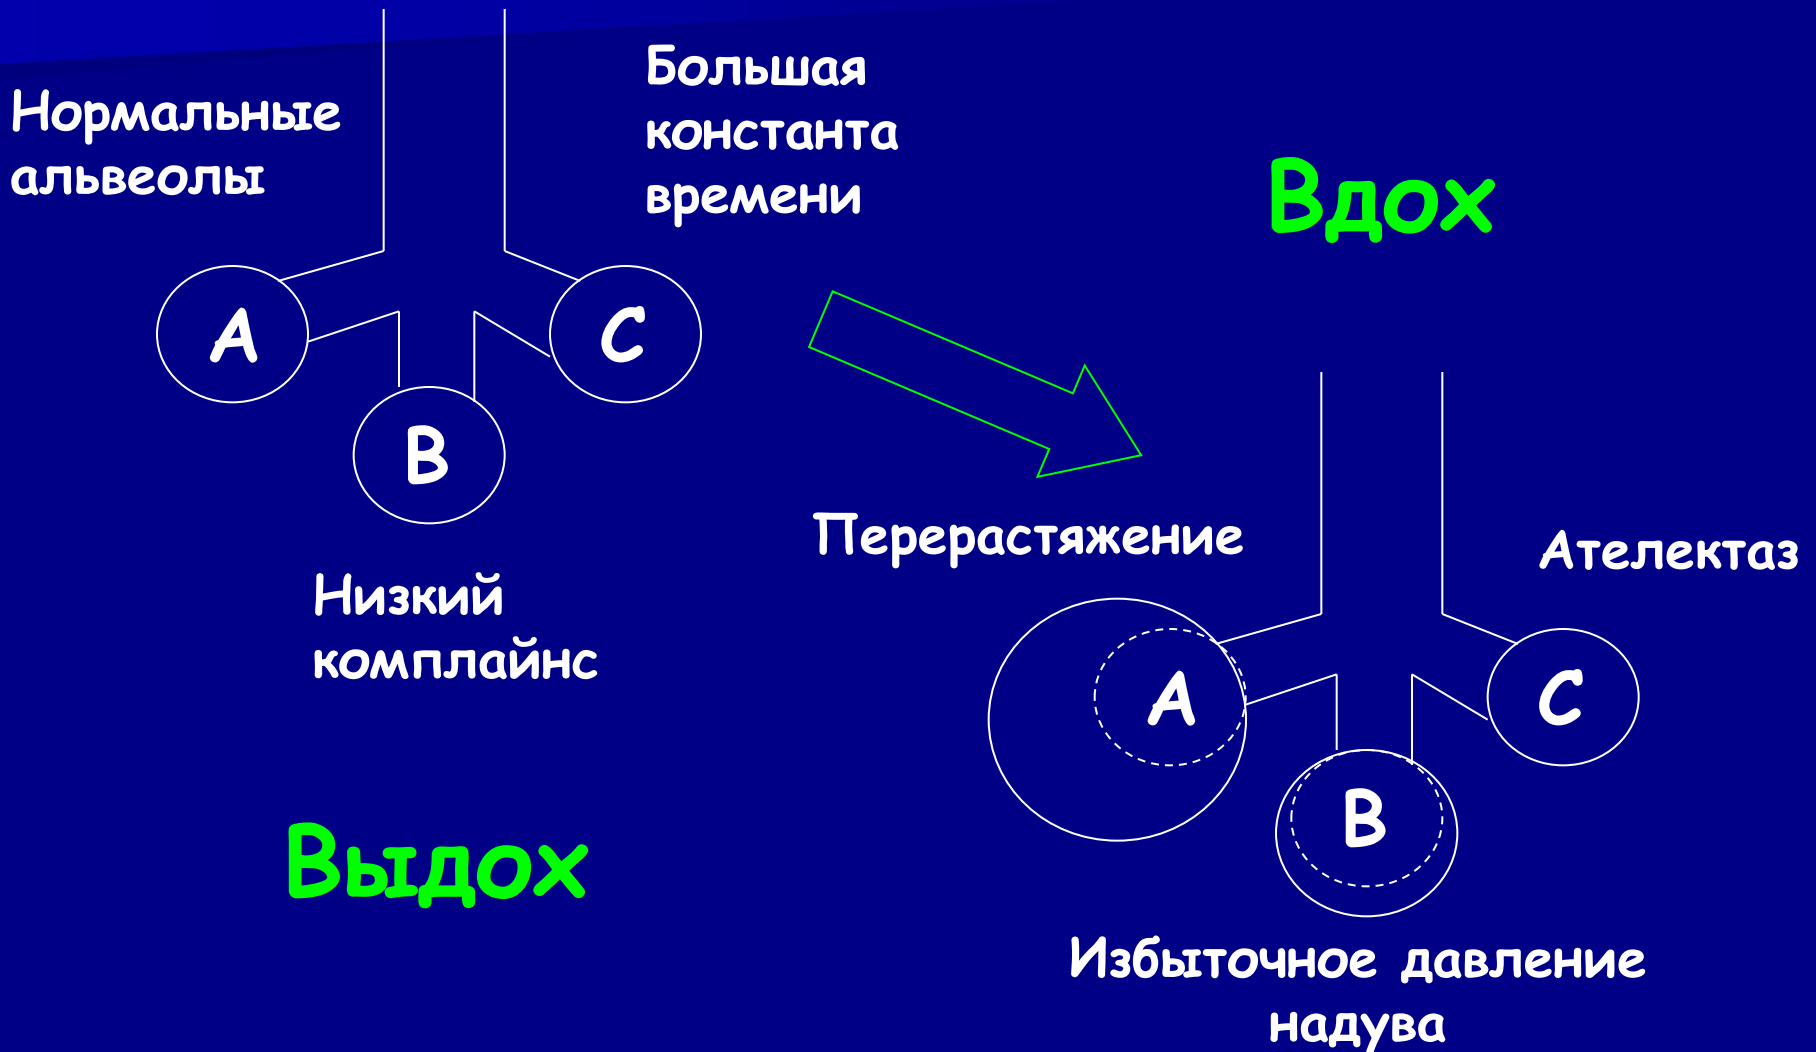 Нормальные
альвеолы
Большая
константа
времени
A
C
B
Низкий
комплайнс
Выдох
Вдох
Перерастяжение
Ателектаз
A
C
B
Избыточное давление
надува